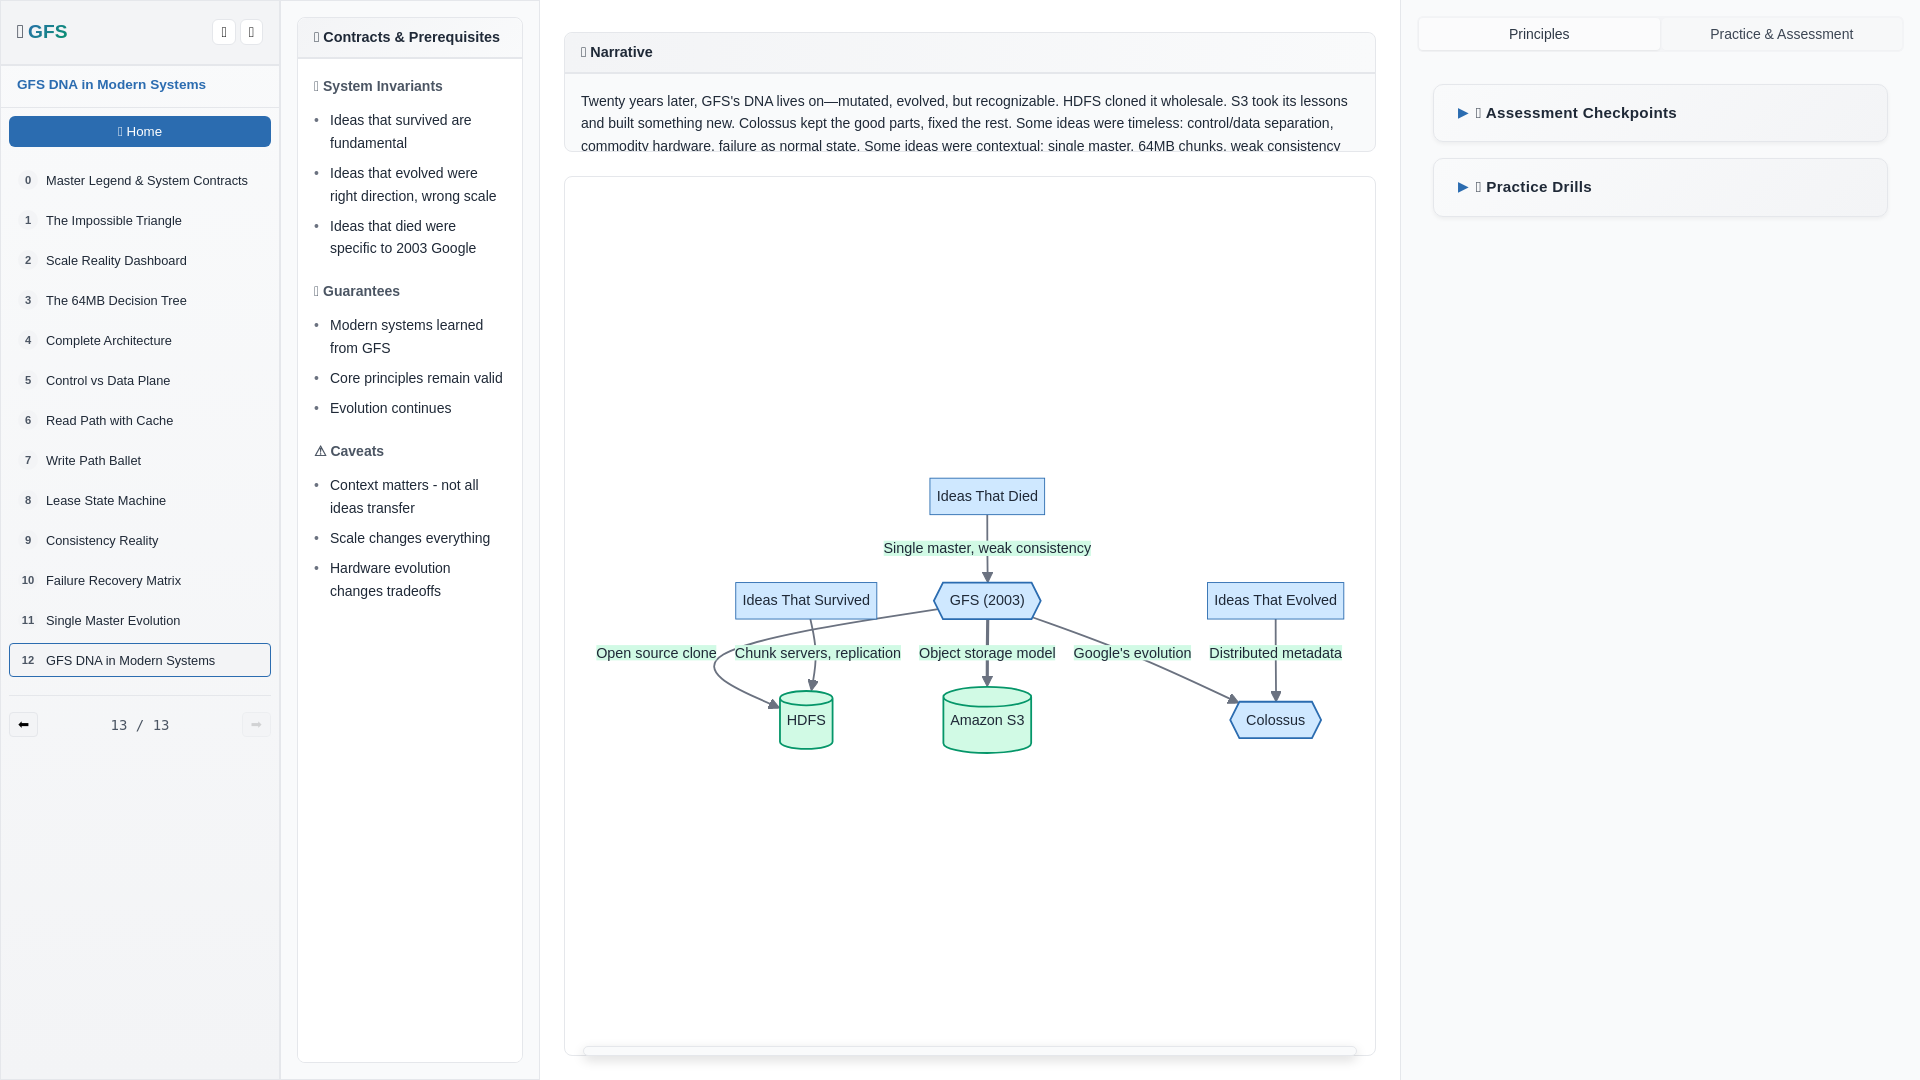 GFS
GFS DNA in Modern Systems
Home
0 Master Legend & System Contracts
1 The Impossible Triangle
2 Scale Reality Dashboard
3 The 64MB Decision Tree
4 Complete Architecture
5 Control vs Data Plane
6 Read Path with Cache
7 Write Path Ballet
8 Lease State Machine
9 Consistency Reality
10 Failure Recovery Matrix
11 Single Master Evolution
12 GFS DNA in Modern Systems
13 / 13
Contracts & Prerequisites
System Invariants
• Ideas that survived are
fundamental
• Ideas that evolved were
right direction, wrong scale
• Ideas that died were
specific to 2003 Google
Guarantees
• Modern systems learned
from GFS
• Core principles remain valid
• Evolution continues
⚠ Caveats
• Context matters - not all
ideas transfer
• Scale changes everything
• Hardware evolution
changes tradeoffs
Narrative
Twenty years later, GFS's DNA lives on—mutated, evolved, but recognizable. HDFS cloned it wholesale. S3 took its lessons
and built something new. Colossus kept the good parts, fixed the rest. Some ideas were timeless: control/data separation,
commodity hardware, failure as normal state. Some ideas were contextual: single master, 64MB chunks, weak consistency
Ideas That Died
Single master, weak consistency
Ideas That Survived
GFS (2003)
Ideas That Evolved
Open source clone
Chunk servers, replication
Object storage model
Google's evolution
Distributed metadata
HDFS
Amazon S3
Colossus
Principles
Practice & Assessment
▶ Assessment Checkpoints
▶ Practice Drills